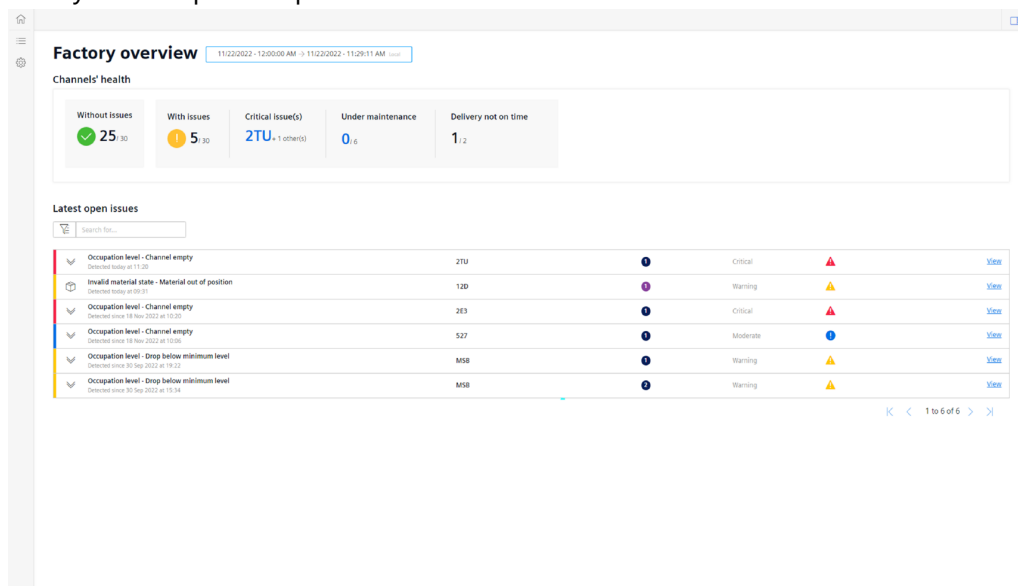 Factory overview
11/22/2022 - 12:00:00 AM -> 11/22/2022 - 11:29:11 AM
Channels' health
Without issues
25 / 30
With issues
5 / 30
Critical issue(s)
2TU + 1 other(s)
Under maintenance
0 / 6
Delivery not on time
1 / 2
Latest open issues
Search for...
Occupation level - Channel empty
Detected today at 11:20
2TU 1 Critical View
Invalid material state - Material out of position
Detected today at 09:31
12D 1 Warning View
Occupation level - Channel empty
Detected since 18 Nov 2022 at 10:20
2E3 1 Critical View
Occupation level - Channel empty
Detected since 18 Nov 2022 at 10:06
527 1 Moderate View
Occupation level - Drop below minimum level
Detected since 30 Sep 2022 at 19:22
MSB 1 Warning View
Occupation level - Drop below minimum level
Detected since 30 Sep 2022 at 15:34
MSB 2 Warning View
1 to 6 of 6